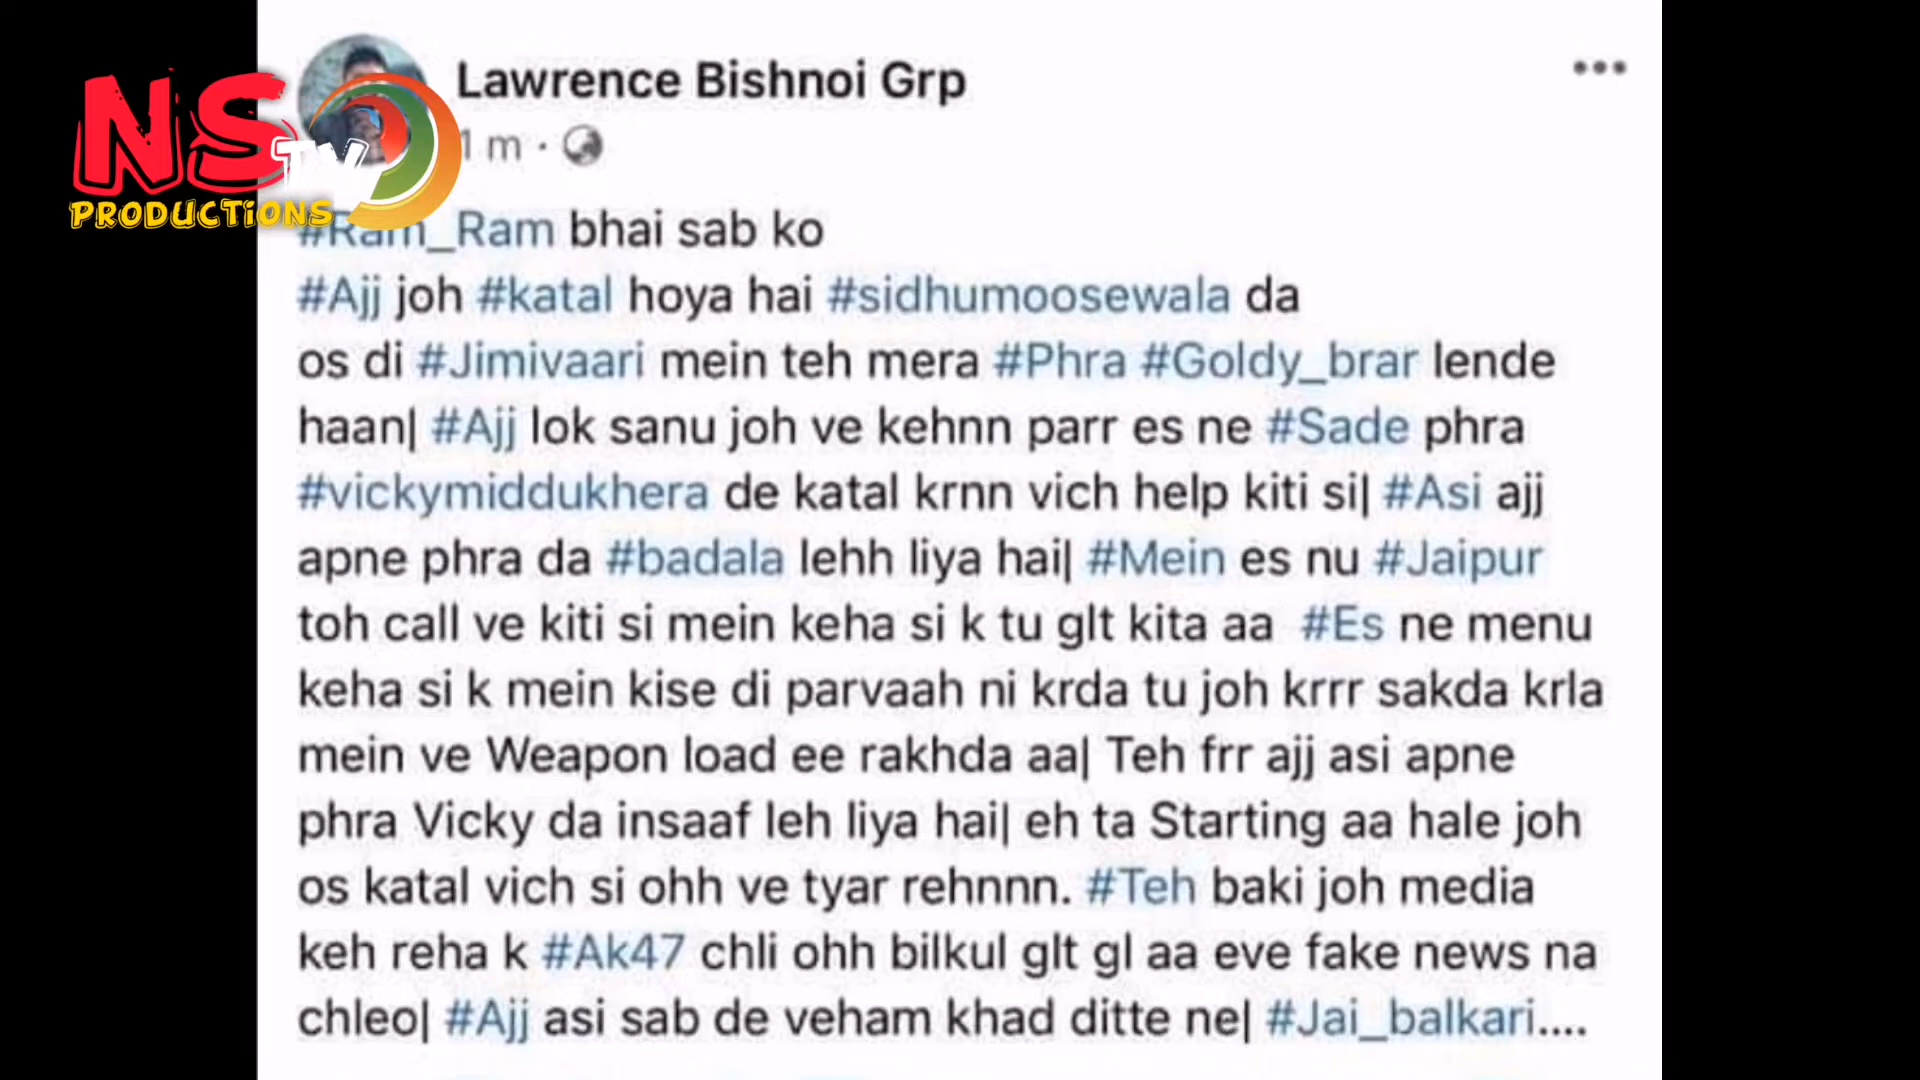 NS TV
PRODUCTIONS
Lawrence Bishnoi Grp
1 m
#Ram_Ram bhai sab ko
#Ajj joh #katal hoya hai #sidhumoosewala da
os di #Jimivaari mein teh mera #Phra #Goldy_brar lende
haan| #Ajj lok sanu joh ve kehnn parr es ne #Sade phra
#vickymiddukhera de katal krnn vich help kiti si| #Asi ajj
apne phra da #badala lehh liya hai| #Mein es nu #Jaipur
toh call ve kiti si mein keha si k tu glt kita aa #Es ne menu
keha si k mein kise di parvaah ni krda tu joh krrr sakda krla
mein ve Weapon load ee rakhda aa| Teh frr ajj asi apne
phra Vicky da insaaf leh liya hai| eh ta Starting aa hale joh
os katal vich si ohh ve tyar rehnnn. #Teh baki joh media
keh reha k #Ak47 chli ohh bilkul glt gl aa eve fake news na
chleo| #Ajj asi sab de veham khad ditte ne| #Jai_balkari....